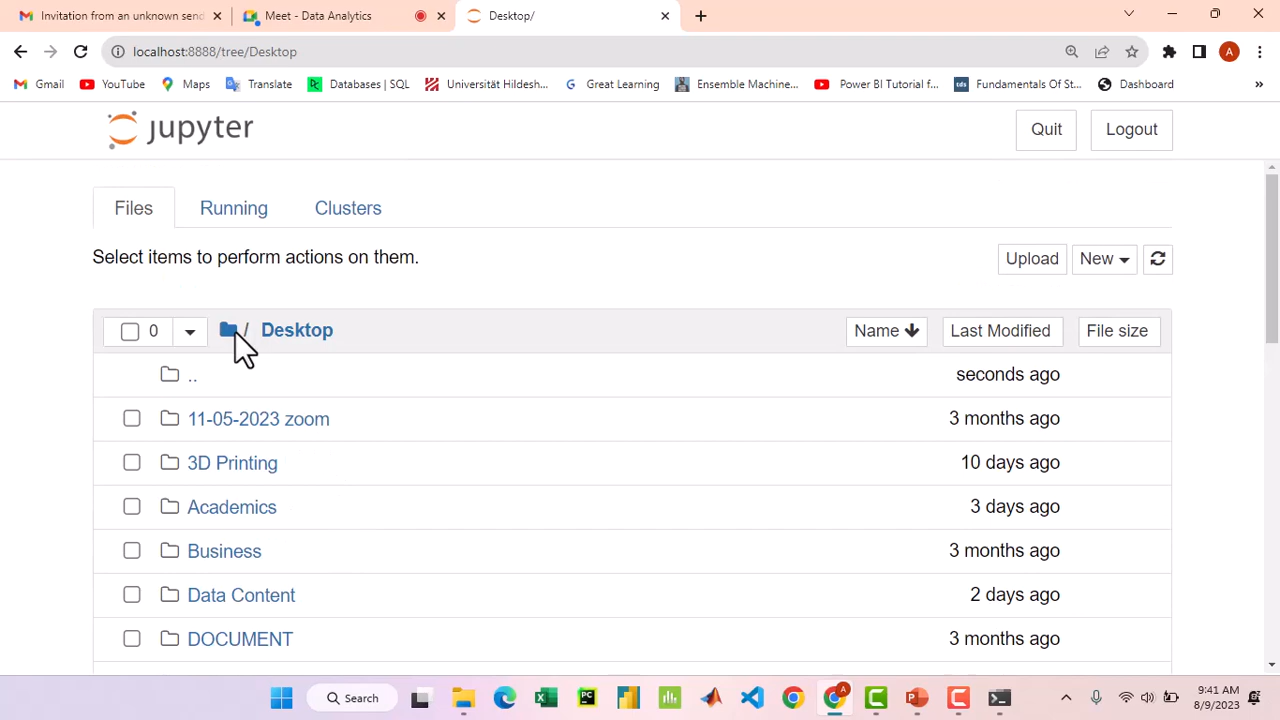 Invitation from an unknown send
Meet - Data Analytics
Desktop/
localhost:8888/tree/Desktop
A
Gmail
YouTube
Maps
Translate
Databases | SQL
Universität Hildesh...
Great Learning
Ensemble Machine...
Power BI Tutorial f...
tds
Fundamentals Of St...
Dashboard
»
jupyter
Quit
Logout
Files
Running
Clusters
Select items to perform actions on them.
Upload
New
0
/ Desktop
Name
Last Modified
File size
..
seconds ago
11-05-2023 zoom
3 months ago
3D Printing
10 days ago
Academics
3 days ago
Business
3 months ago
Data Content
2 days ago
DOCUMENT
3 months ago
Search
PC
A
9:41 AM
8/9/2023